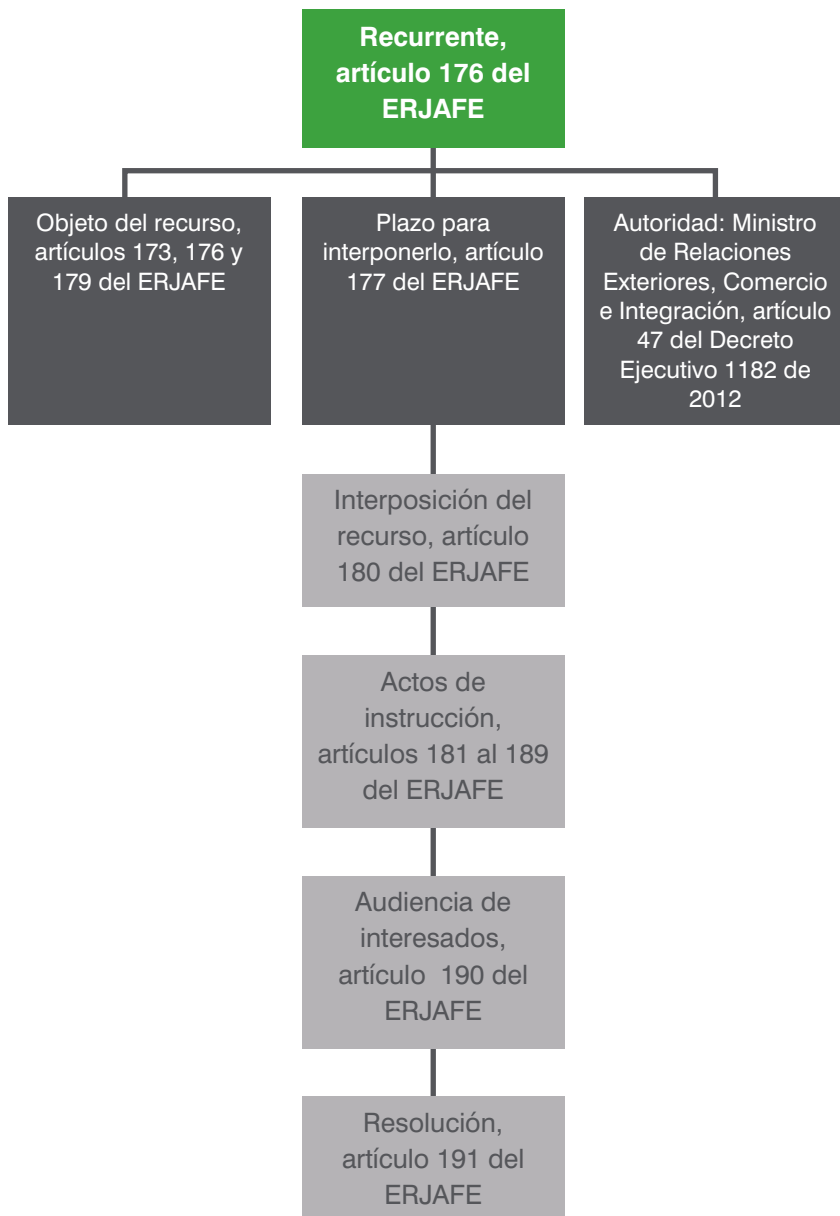 Recurrente,
artículo 176 del
ERJAFE
Objeto del recurso,
artículos 173, 176 y
179 del ERJAFE
Plazo para
interponerlo, artículo
177 del ERJAFE
Autoridad: Ministro
de Relaciones
Exteriores, Comercio
e Integración, artículo
47 del Decreto
Ejecutivo 1182 de
2012
Interposición del
recurso, artículo
180 del ERJAFE
Actos de
instrucción,
artículos 181 al 189
del ERJAFE
Audiencia de
interesados,
artículo  190 del
ERJAFE
Resolución,
artículo 191 del
ERJAFE